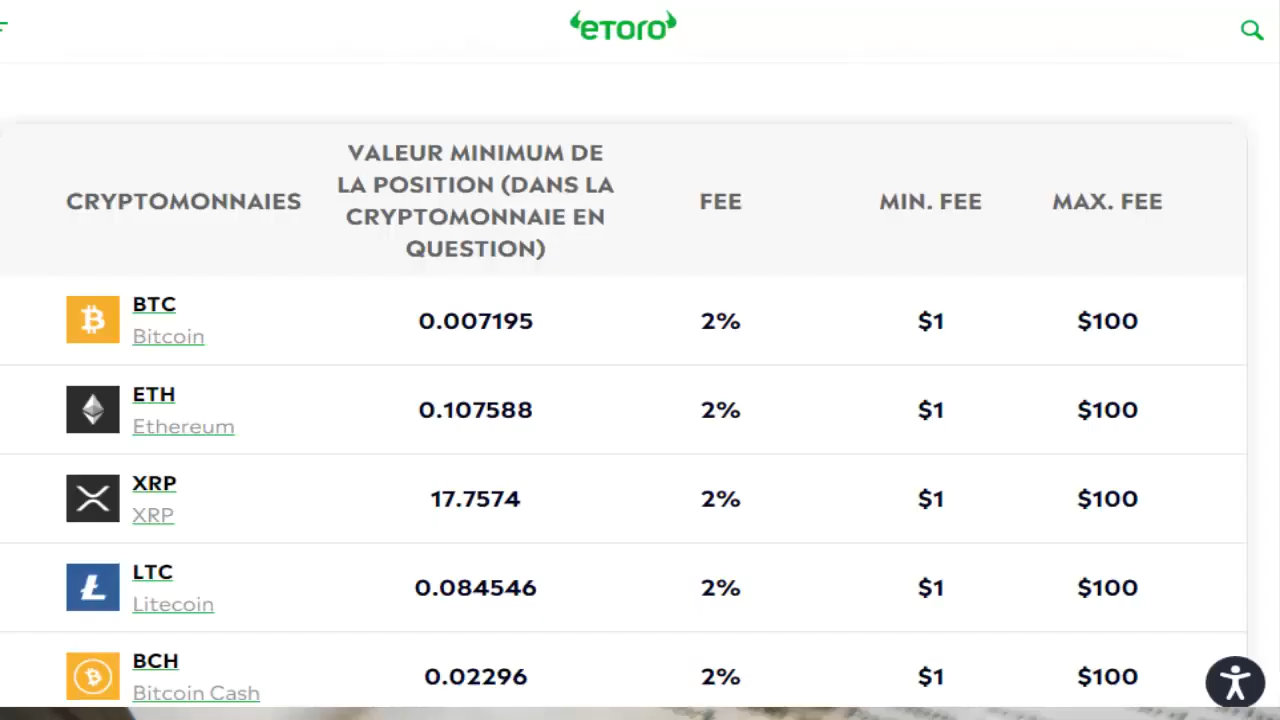 etoro
CRYPTOMONNAIES
VALEUR MINIMUM DE
LA POSITION (DANS LA
CRYPTOMONNAIE EN
QUESTION)
FEE
MIN. FEE
MAX. FEE
BTC
Bitcoin
0.007195
2%
$1
$100
ETH
Ethereum
0.107588
2%
$1
$100
XRP
XRP
17.7574
2%
$1
$100
LTC
Litecoin
0.084546
2%
$1
$100
BCH
Bitcoin Cash
0.02296
2%
$1
$100